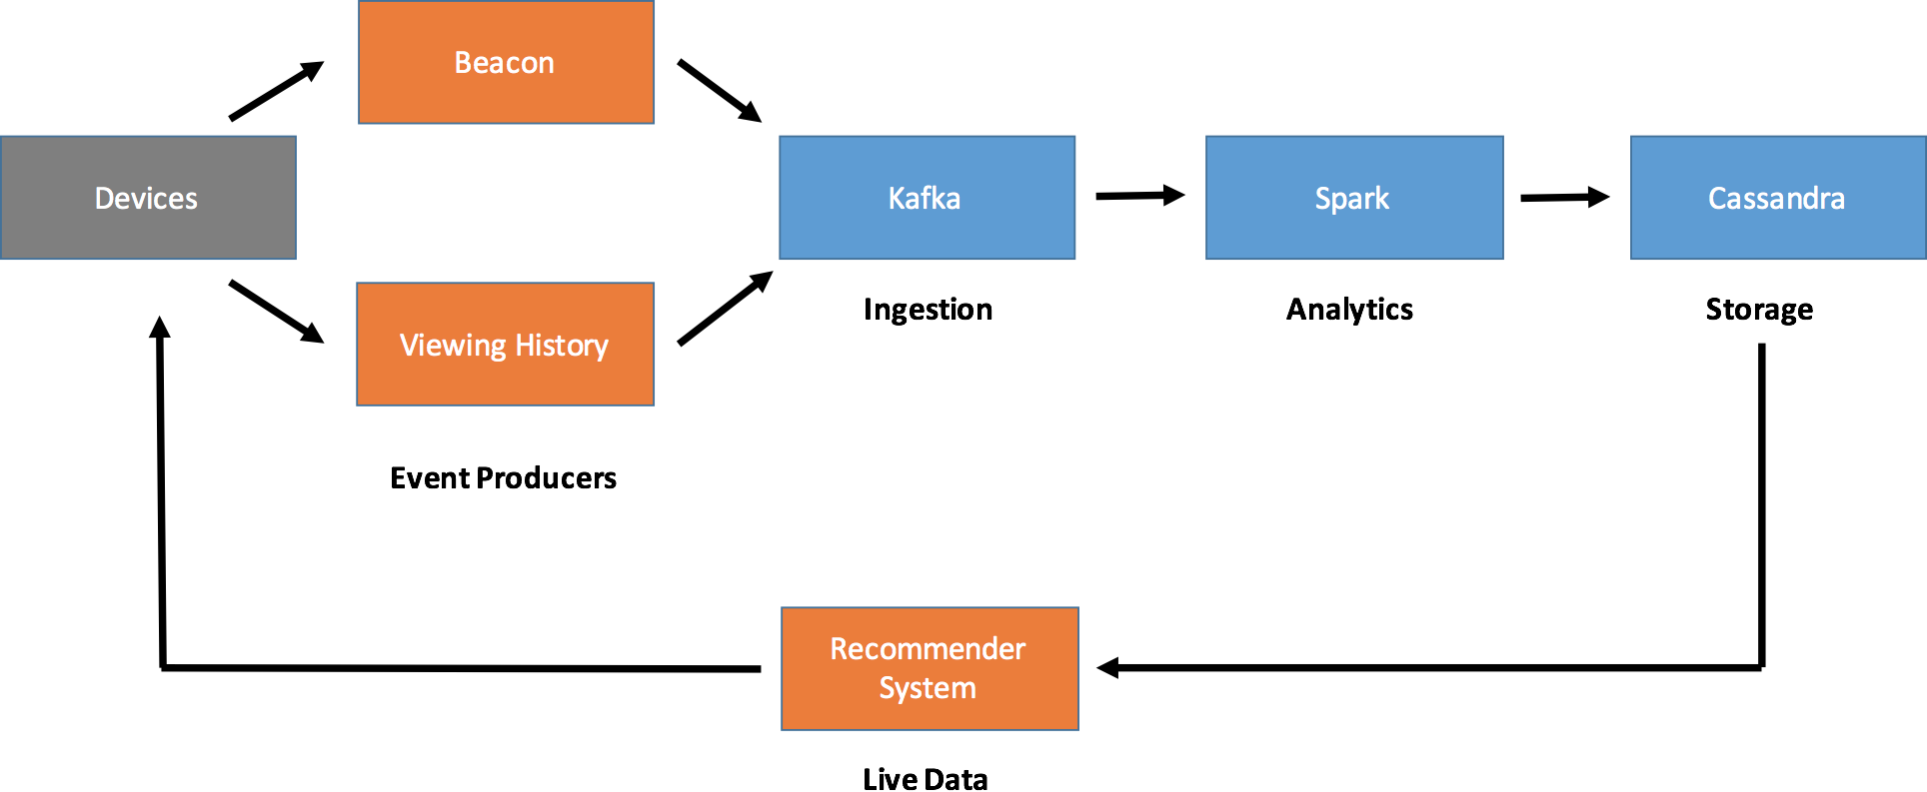 Beacon
Devices
Kafka
Spark
Cassandra
Ingestion
Analytics
Storage
Viewing History
Event Producers
Recommender
System
Live Data